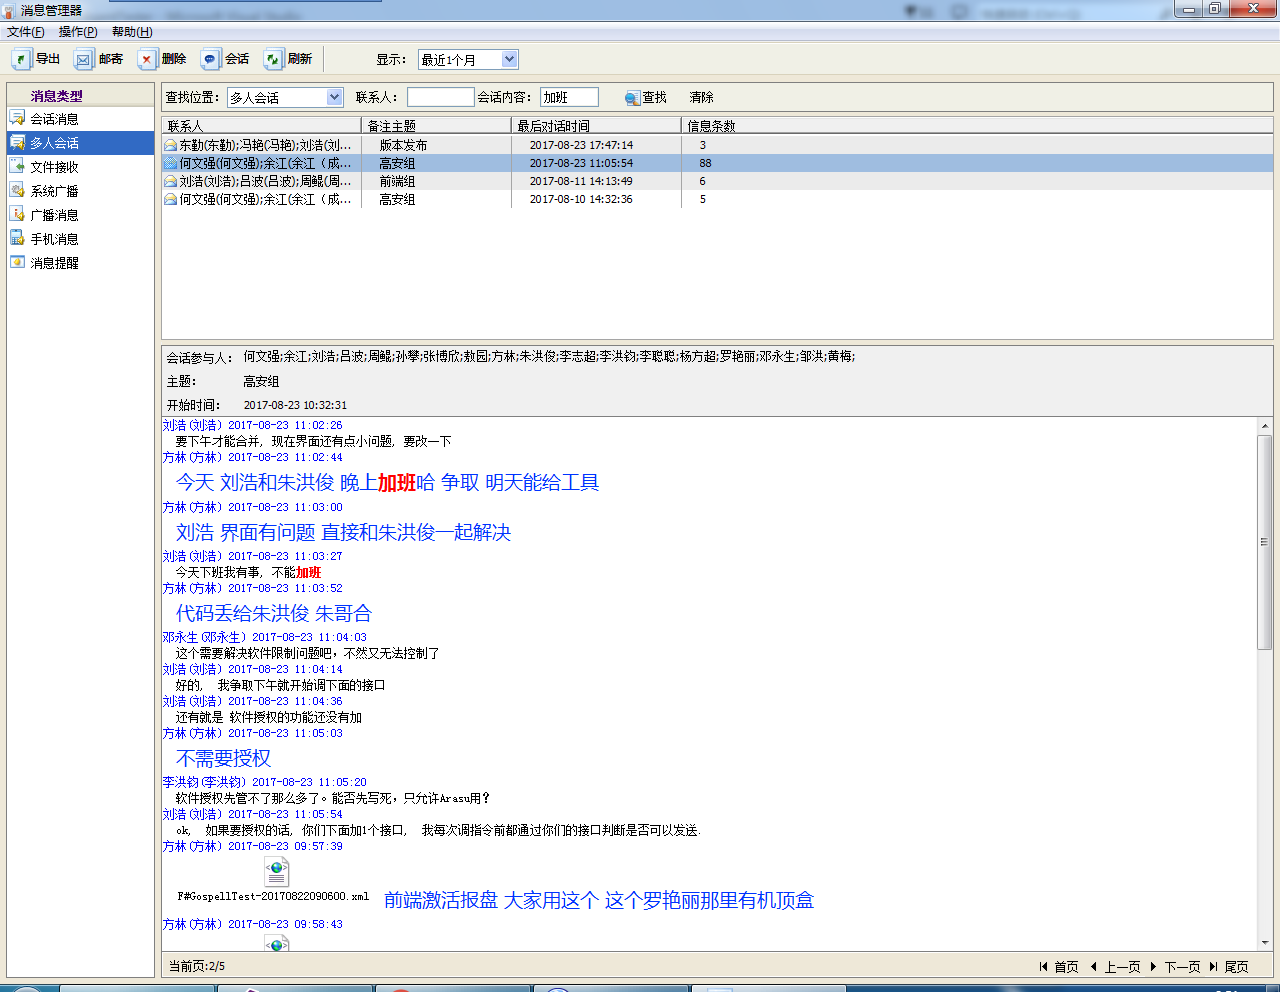 消息管理器
文件(F) 操作(P) 帮助(H)
导出 邮寄 删除 会话 刷新 显示： 最近1个月
消息类型
会话消息
多人会话
文件接收
系统广播
广播消息
手机消息
消息提醒
查找位置： 多人会话 联系人： 会话内容： 加班 查找 清除
联系人 备注主题 最后对话时间 信息条数
东勤(东勤);冯艳(冯艳);刘浩(刘... 版本发布 2017-08-23 17:47:14 3
何文强(何文强);余江(余江（成... 高安组 2017-08-23 11:05:54 88
刘浩(刘浩);吕波(吕波);周鲲(周... 前端组 2017-08-11 14:13:49 6
何文强(何文强);余江(余江（成... 高安组 2017-08-10 14:32:36 5
会话参与人： 何文强;余江;刘浩;吕波;周鲲;孙攀;张博欣;敖园;方林;朱洪俊;李志超;李洪钧;李聪聪;杨方超;罗艳丽;邓永生;邹洪;黄梅;
主题： 高安组
开始时间： 2017-08-23 10:32:31
刘浩(刘浩) 2017-08-23 11:02:26
要下午才能合并, 现在界面还有点小问题, 要改一下
方林(方林) 2017-08-23 11:02:44
今天 刘浩和朱洪俊 晚上加班哈 争取 明天能给工具
方林(方林) 2017-08-23 11:03:00
刘浩 界面有问题 直接和朱洪俊一起解决
刘浩(刘浩) 2017-08-23 11:03:27
今天下班我有事, 不能加班
方林(方林) 2017-08-23 11:03:52
代码丢给朱洪俊 朱哥合
邓永生(邓永生) 2017-08-23 11:04:03
这个需要解决软件限制问题吧，不然又无法控制了
刘浩(刘浩) 2017-08-23 11:04:14
好的, 我争取下午就开始调下面的接口
刘浩(刘浩) 2017-08-23 11:04:36
还有就是 软件授权的功能还没有加
方林(方林) 2017-08-23 11:05:03
不需要授权
李洪钧(李洪钧) 2017-08-23 11:05:20
软件授权先管不了那么多了。能否先写死，只允许Arasu用？
刘浩(刘浩) 2017-08-23 11:05:54
ok, 如果要授权的话, 你们下面加1个接口, 我每次调指令前都通过你们的接口判断是否可以发送.
方林(方林) 2017-08-23 09:57:39
F#GospellTest-20170822090600.xml 前端激活报盘 大家用这个 这个罗艳丽那里有机顶盒
方林(方林) 2017-08-23 09:58:43
当前页:2/5 首页 上一页 下一页 尾页